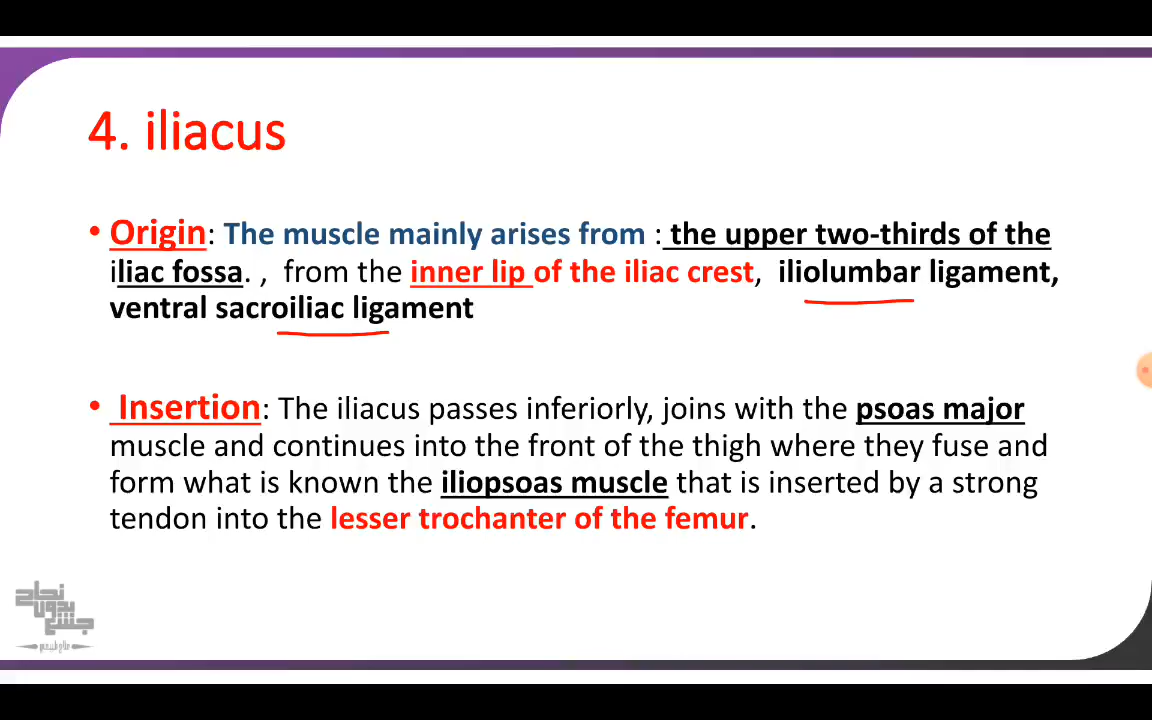 4. iliacus
• Origin: The muscle mainly arises from : the upper two-thirds of the
iliac fossa. , from the inner lip of the iliac crest, iliolumbar ligament,
ventral sacroiliac ligament
• Insertion: The iliacus passes inferiorly, joins with the psoas major
muscle and continues into the front of the thigh where they fuse and
form what is known the iliopsoas muscle that is inserted by a strong
tendon into the lesser trochanter of the femur.
نجاح
بدون
جشع